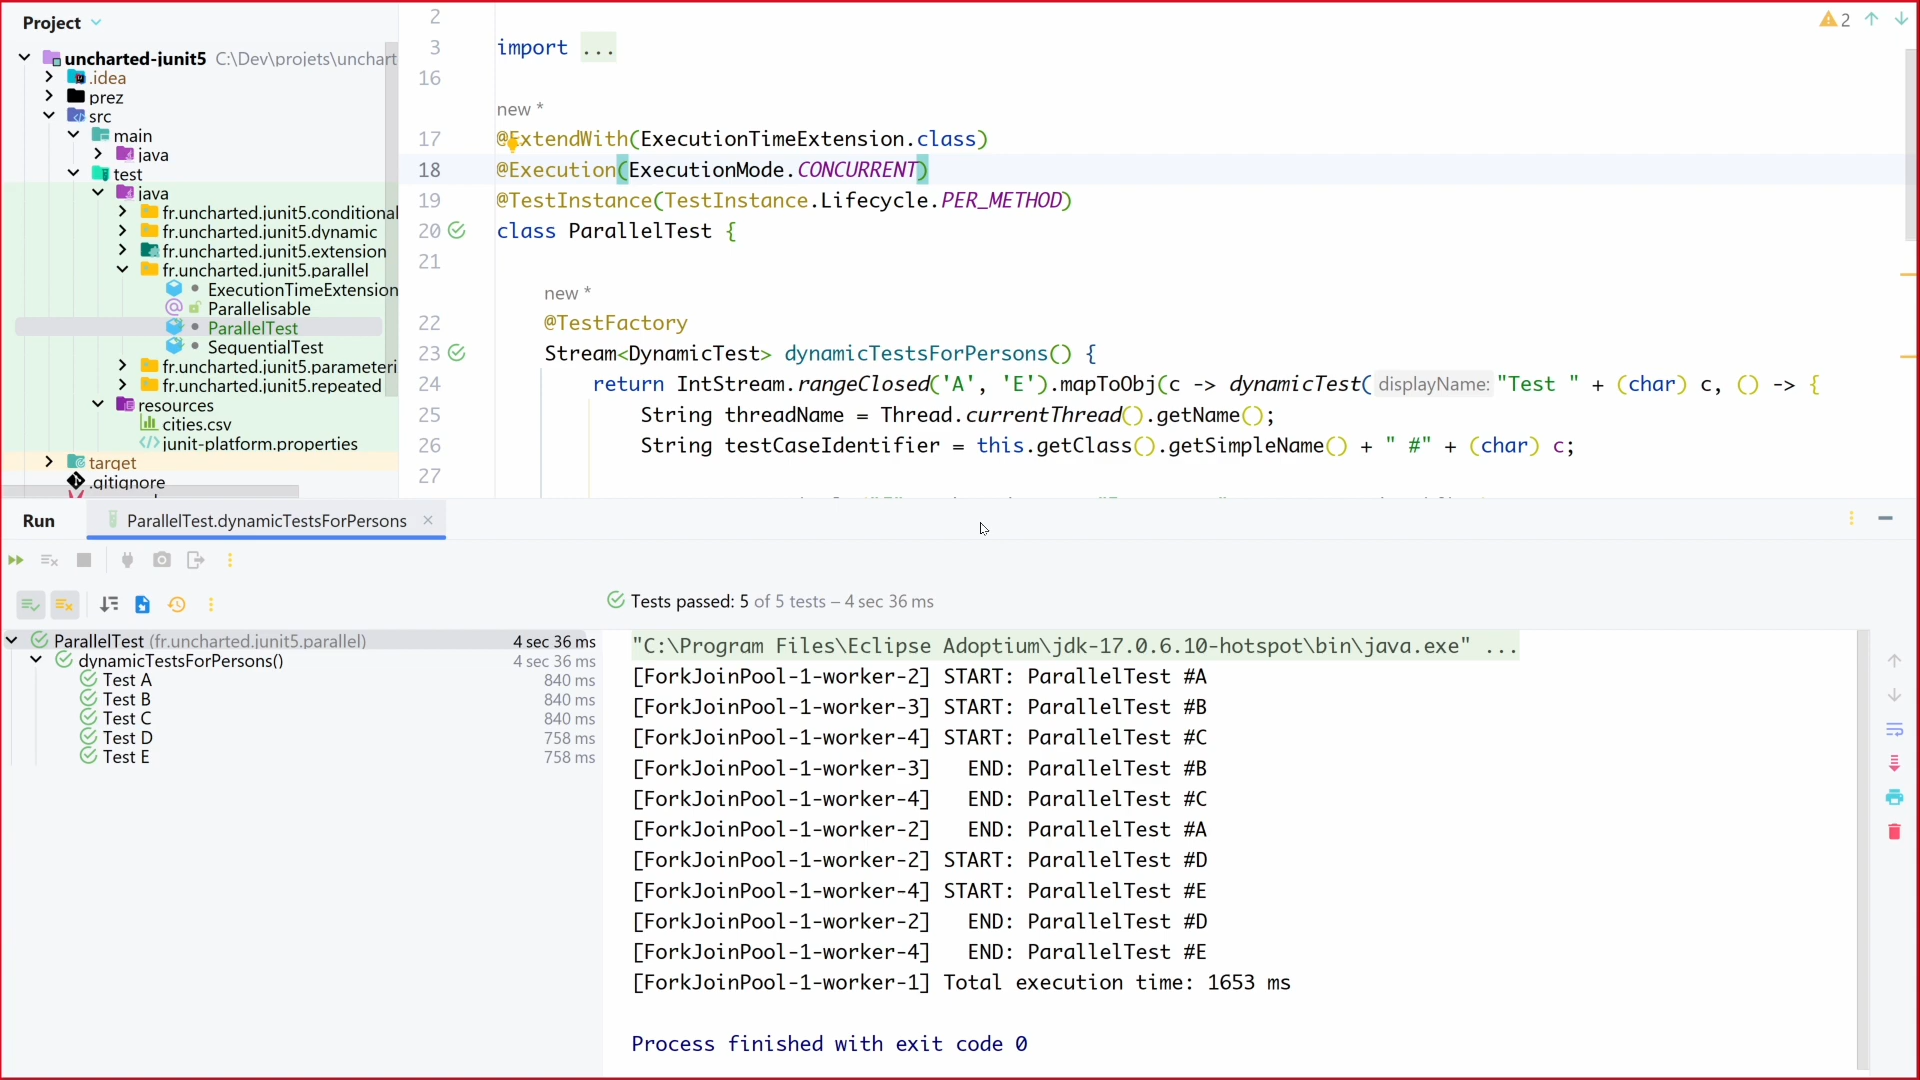 Project
uncharted-junit5 C:\Dev\projets\unchart
.idea
prez
src
main
java
test
java
fr.uncharted.junit5.conditional
fr.uncharted.junit5.dynamic
fr.uncharted.junit5.extension
fr.uncharted.junit5.parallel
ExecutionTimeExtension
Parallelisable
ParallelTest
SequentialTest
fr.uncharted.junit5.parameteri
fr.uncharted.junit5.repeated
resources
cities.csv
junit-platform.properties
target
.gitignore
2
2
3 import ...
16
new *
17 @ExtendWith(ExecutionTimeExtension.class)
18 @Execution(ExecutionMode.CONCURRENT)
19 @TestInstance(TestInstance.Lifecycle.PER_METHOD)
20 class ParallelTest {
21
new *
22 @TestFactory
23 Stream<DynamicTest> dynamicTestsForPersons() {
24 return IntStream.rangeClosed('A', 'E').mapToObj(c -> dynamicTest( displayName: "Test " + (char) c, () -> {
25 String threadName = Thread.currentThread().getName();
26 String testCaseIdentifier = this.getClass().getSimpleName() + " #" + (char) c;
27
Run ParallelTest.dynamicTestsForPersons
Tests passed: 5 of 5 tests – 4 sec 36 ms
ParallelTest (fr.uncharted.junit5.parallel) 4 sec 36 ms
dynamicTestsForPersons() 4 sec 36 ms
Test A 840 ms
Test B 840 ms
Test C 840 ms
Test D 758 ms
Test E 758 ms
"C:\Program Files\Eclipse Adoptium\jdk-17.0.6.10-hotspot\bin\java.exe" ...
[ForkJoinPool-1-worker-2] START: ParallelTest #A
[ForkJoinPool-1-worker-3] START: ParallelTest #B
[ForkJoinPool-1-worker-4] START: ParallelTest #C
[ForkJoinPool-1-worker-3]   END: ParallelTest #B
[ForkJoinPool-1-worker-4]   END: ParallelTest #C
[ForkJoinPool-1-worker-2]   END: ParallelTest #A
[ForkJoinPool-1-worker-2] START: ParallelTest #D
[ForkJoinPool-1-worker-4] START: ParallelTest #E
[ForkJoinPool-1-worker-2]   END: ParallelTest #D
[ForkJoinPool-1-worker-4]   END: ParallelTest #E
[ForkJoinPool-1-worker-1] Total execution time: 1653 ms
Process finished with exit code 0